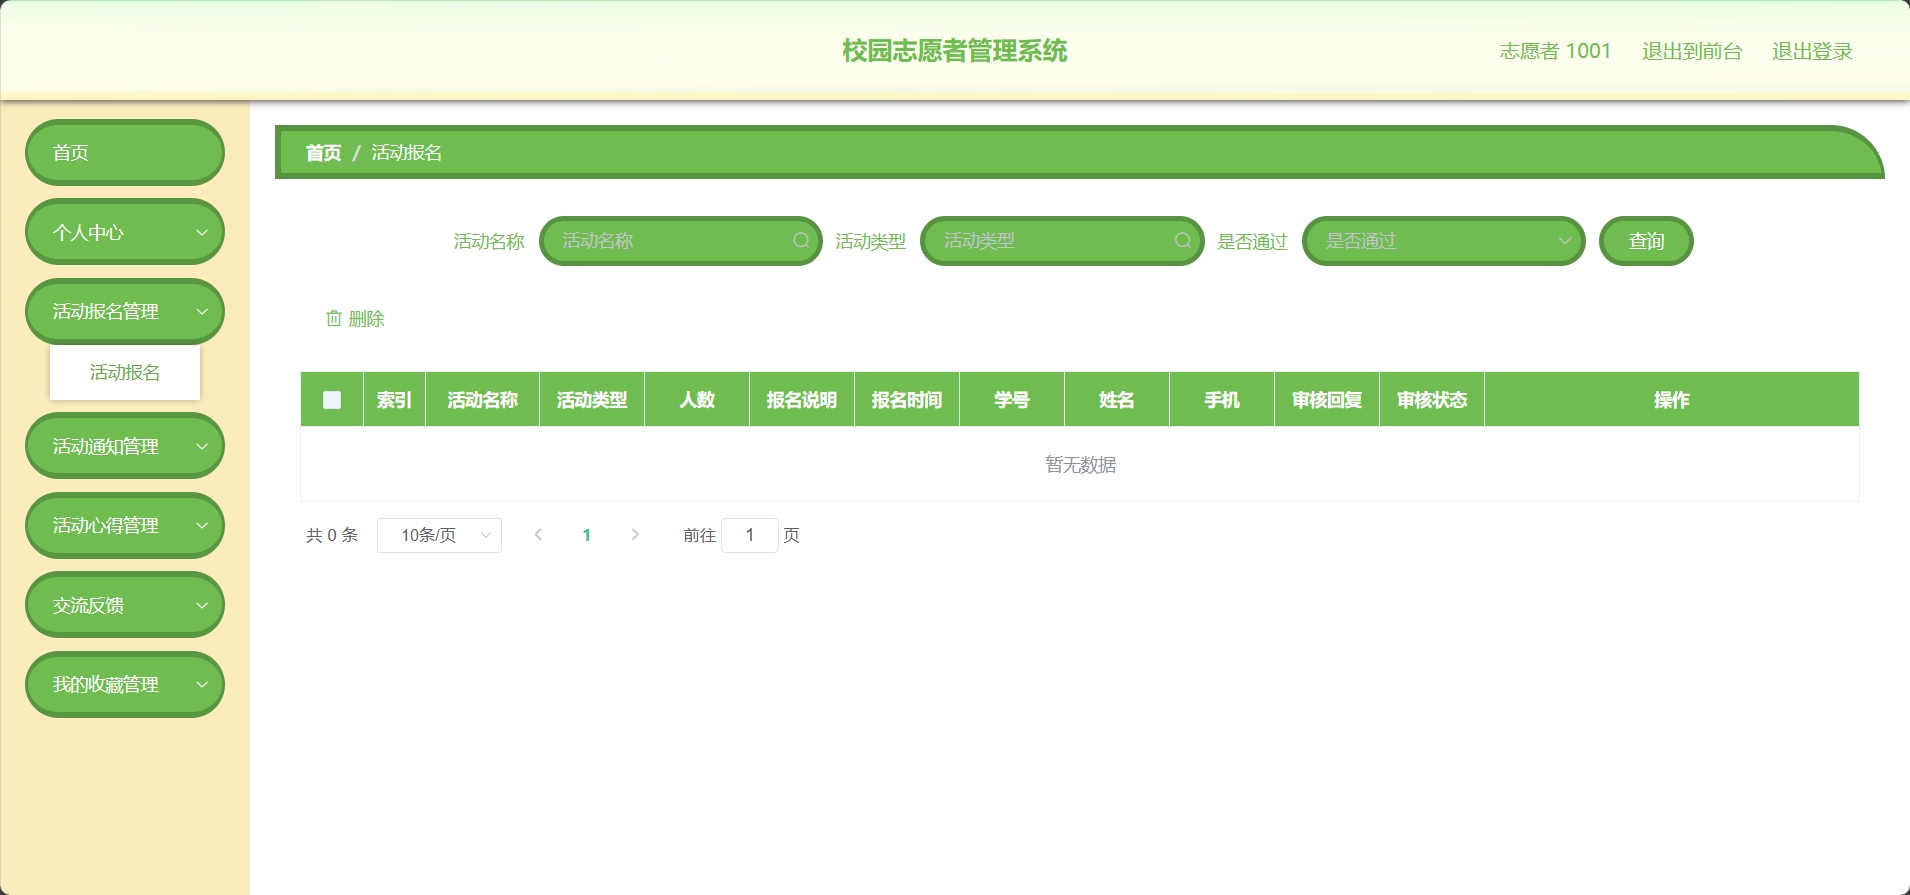 校园志愿者管理系统
志愿者 1001 退出到前台 退出登录
首页
个人中心
活动报名管理
活动报名
活动通知管理
活动心得管理
交流反馈
我的收藏管理
首页 / 活动报名
活动名称 活动名称 活动类型 活动类型 是否通过 是否通过 查询
删除
索引 活动名称 活动类型 人数 报名说明 报名时间 学号 姓名 手机 审核回复 审核状态 操作
暂无数据
共 0 条 10条/页 1 前往 1 页